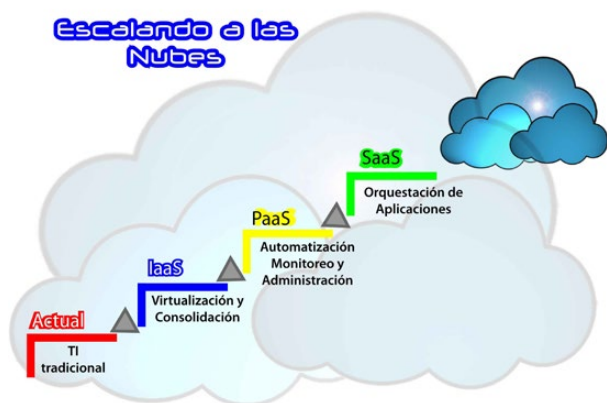 Escalando a las
Nubes
SaaS
Orquestación de
Aplicaciones
PaaS
Automatización
Monitoreo y
Administración
IaaS
Virtualización y
Consolidación
Actual
TI
tradicional